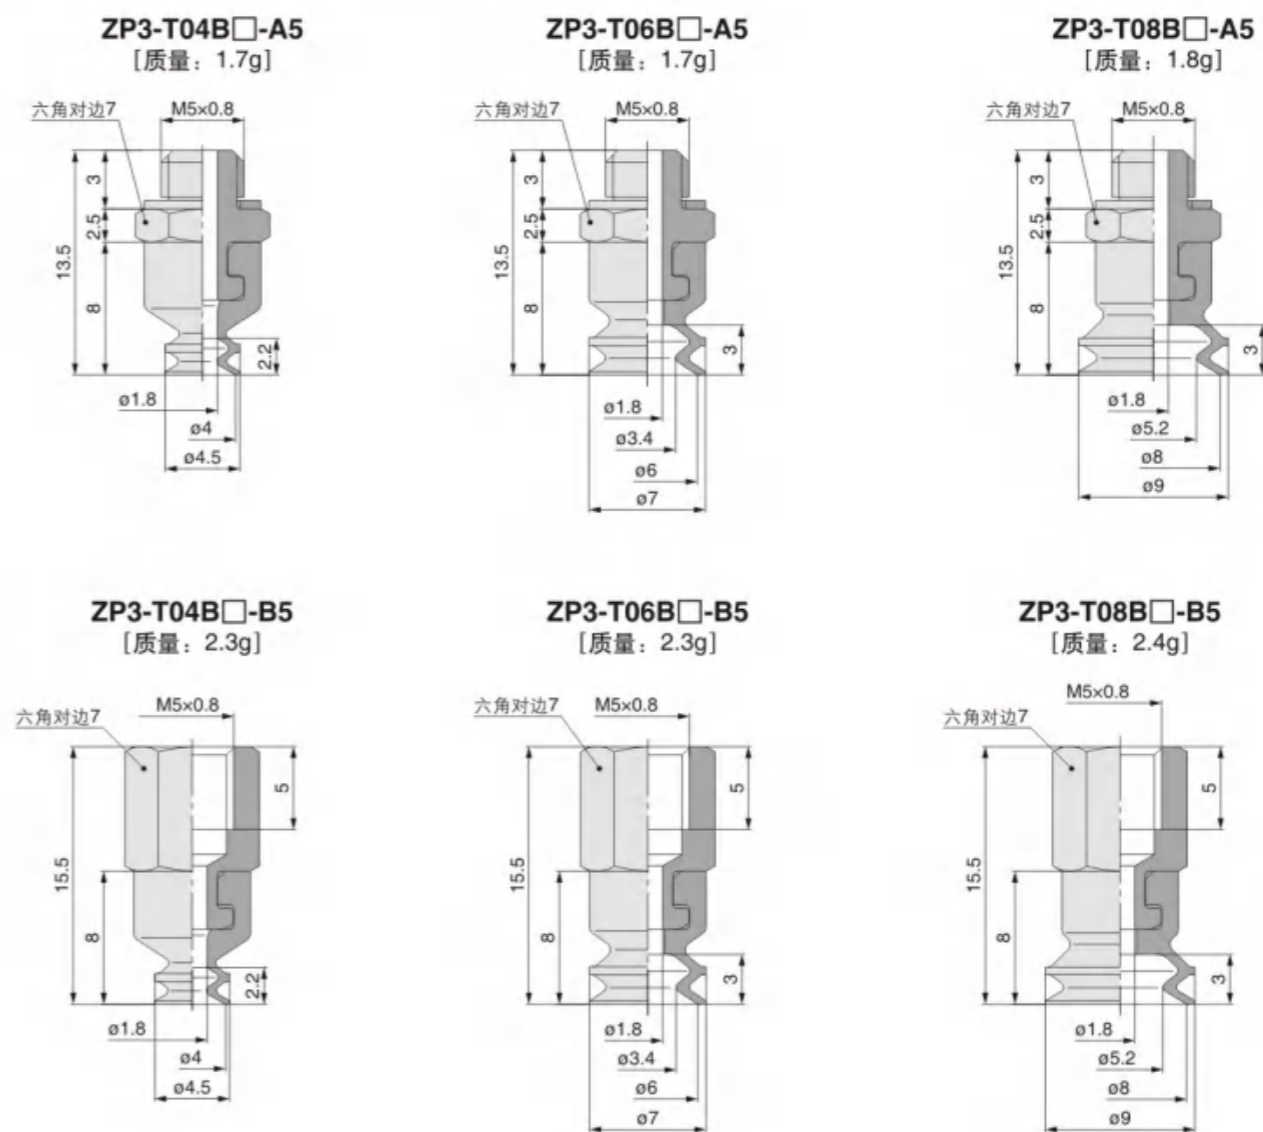 ZP3-T04B□-A5
[质量：1.7g]
六角对边7
M5×0.8
3
2.5
13.5
8
2.2
ø1.8
ø4
ø4.5
ZP3-T06B□-A5
[质量：1.7g]
六角对边7
M5×0.8
3
2.5
13.5
8
3
ø1.8
ø3.4
ø6
ø7
ZP3-T08B□-A5
[质量：1.8g]
六角对边7
M5×0.8
3
2.5
13.5
8
3
ø1.8
ø5.2
ø8
ø9
ZP3-T04B□-B5
[质量：2.3g]
M5×0.8
六角对边7
5
15.5
8
2.2
ø1.8
ø4
ø4.5
ZP3-T06B□-B5
[质量：2.3g]
六角对边7
M5×0.8
5
15.5
8
3
ø1.8
ø3.4
ø6
ø7
ZP3-T08B□-B5
[质量：2.4g]
M5×0.8
六角对边7
5
15.5
8
3
ø1.8
ø5.2
ø8
ø9